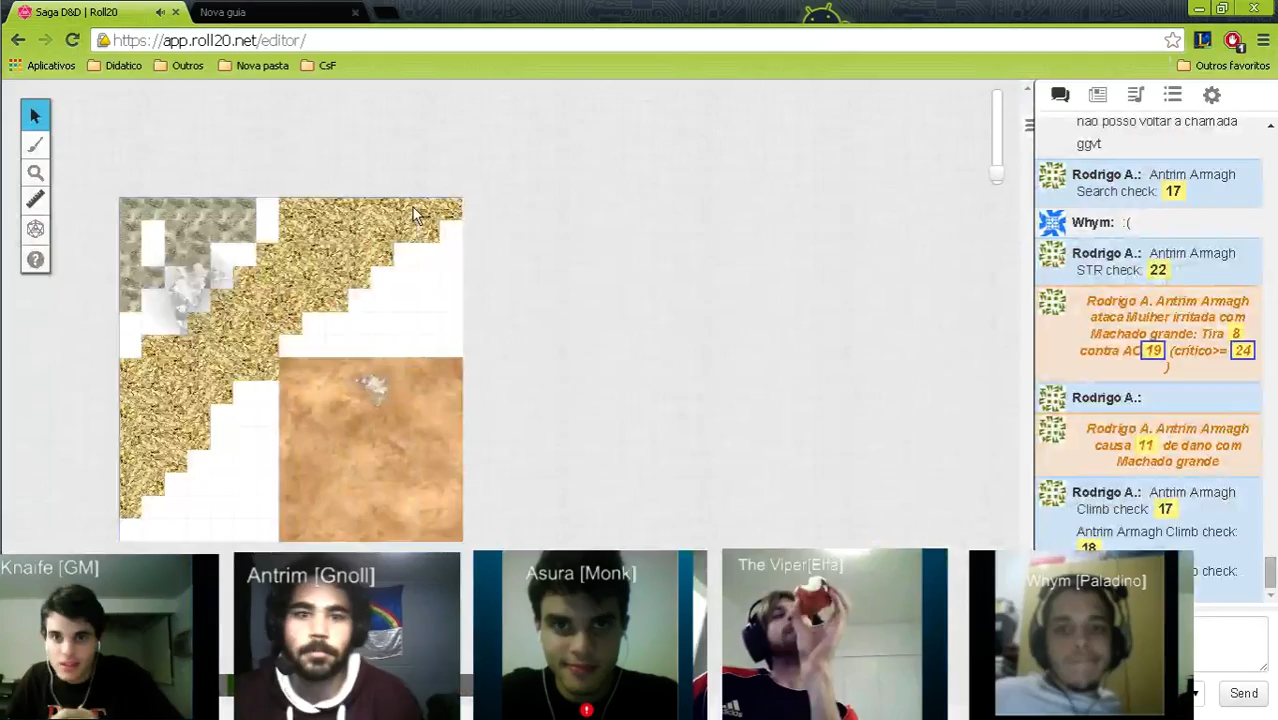 Saga D&D | Roll20
Nova guia
https://app.roll20.net/editor/
Aplicativos
Didatico
Outros
Nova pasta
CsF
Outros favoritos
nao posso voltar a chamada
ggvt
Rodrigo A.: Antrim Armagh
Search check: 17
Whym: :(
Rodrigo A.: Antrim Armagh
STR check: 22
Rodrigo A. Antrim Armagh
ataca Mulher irritada com
Machado grande: Tira 8
contra AC 19 (crítico>= 24
)
Rodrigo A.:
Rodrigo A. Antrim Armagh
causa 11 de dano com
Machado grande
Rodrigo A.: Antrim Armagh
Climb check: 17
Antrim Armagh Climb check:
18
check:
Send
Knaife [GM]
Antrim [Gnoll]
Asura [Monk]
The Viper[Elfa]
Whym [Paladino]
adidas